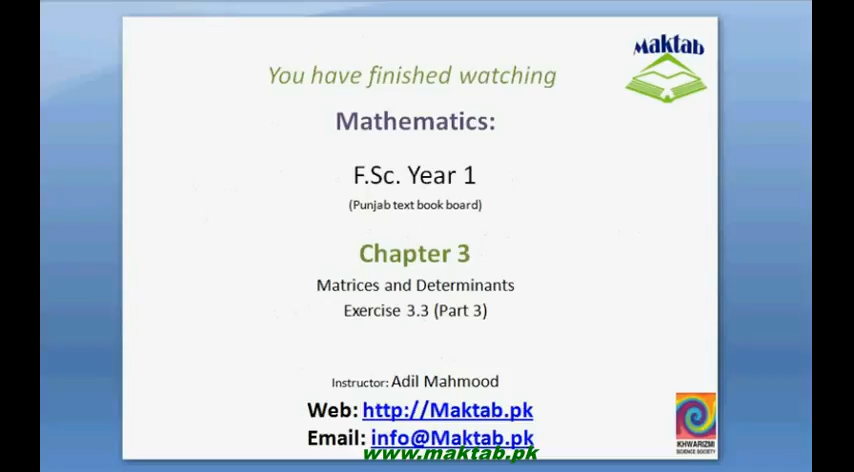 Maktab
You have finished watching
Mathematics:
F.Sc. Year 1
(Punjab text book board)
Chapter 3
Matrices and Determinants
Exercise 3.3 (Part 3)
Instructor: Adil Mahmood
Web: http://Maktab.pk
Email: info@Maktab.pk
www.maktab.pk
KHWARIZMI
SCIENCE SOCIETY